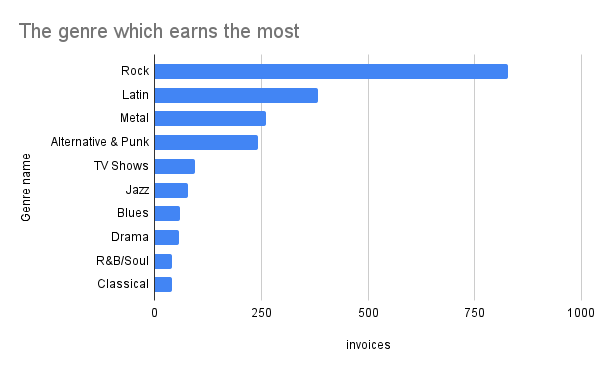 The genre which earns the most
Genre name
Rock
Latin
Metal
Alternative & Punk
TV Shows
Jazz
Blues
Drama
R&B/Soul
Classical
0 250 500 750 1000
invoices